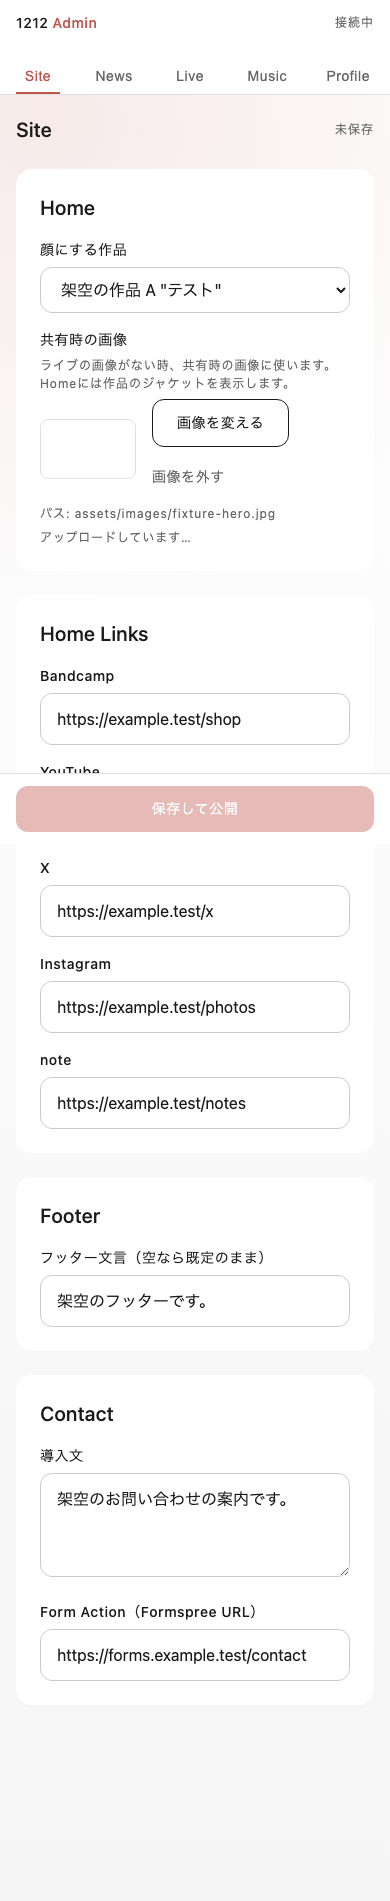 1212 Admin
接続中
Site News Live Music Profile
Site
未保存
Home
顔にする作品
架空の作品 A "テスト"
共有時の画像
ライブの画像がない時、共有時の画像に使います。
Homeには作品のジャケットを表示します。
画像を変える
画像を外す
パス: assets/images/fixture-hero.jpg
アップロードしています…
Home Links
Bandcamp
https://example.test/shop
YouTube
保存して公開
X
https://example.test/x
Instagram
https://example.test/photos
note
https://example.test/notes
Footer
フッター文言（空なら既定のまま）
架空のフッターです。
Contact
導入文
架空のお問い合わせの案内です。
Form Action（Formspree URL）
https://forms.example.test/contact